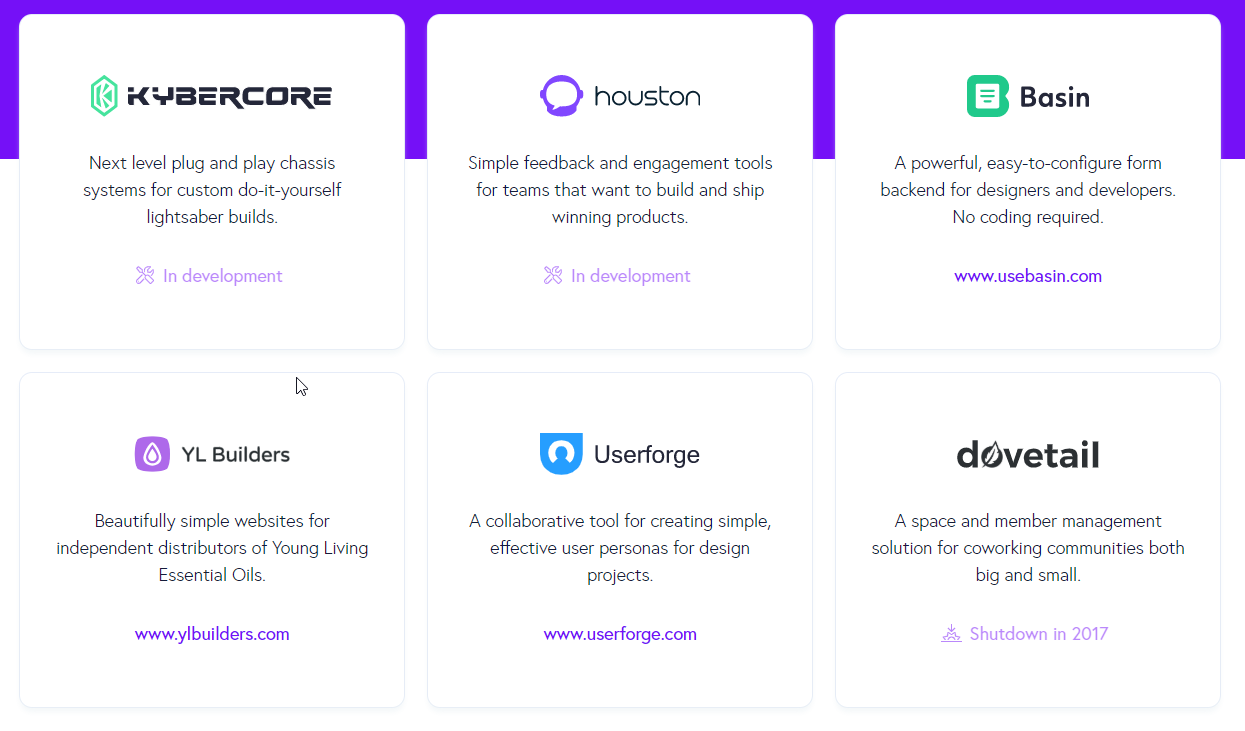 KYBERCORE
Next level plug and play chassis
systems for custom do-it-yourself
lightsaber builds.
In development
houston
Simple feedback and engagement tools
for teams that want to build and ship
winning products.
In development
Basin
A powerful, easy-to-configure form
backend for designers and developers.
No coding required.
www.usebasin.com
YL Builders
Beautifully simple websites for
independent distributors of Young Living
Essential Oils.
www.ylbuilders.com
Userforge
A collaborative tool for creating simple,
effective user personas for design
projects.
www.userforge.com
dovetail
A space and member management
solution for coworking communities both
big and small.
Shutdown in 2017